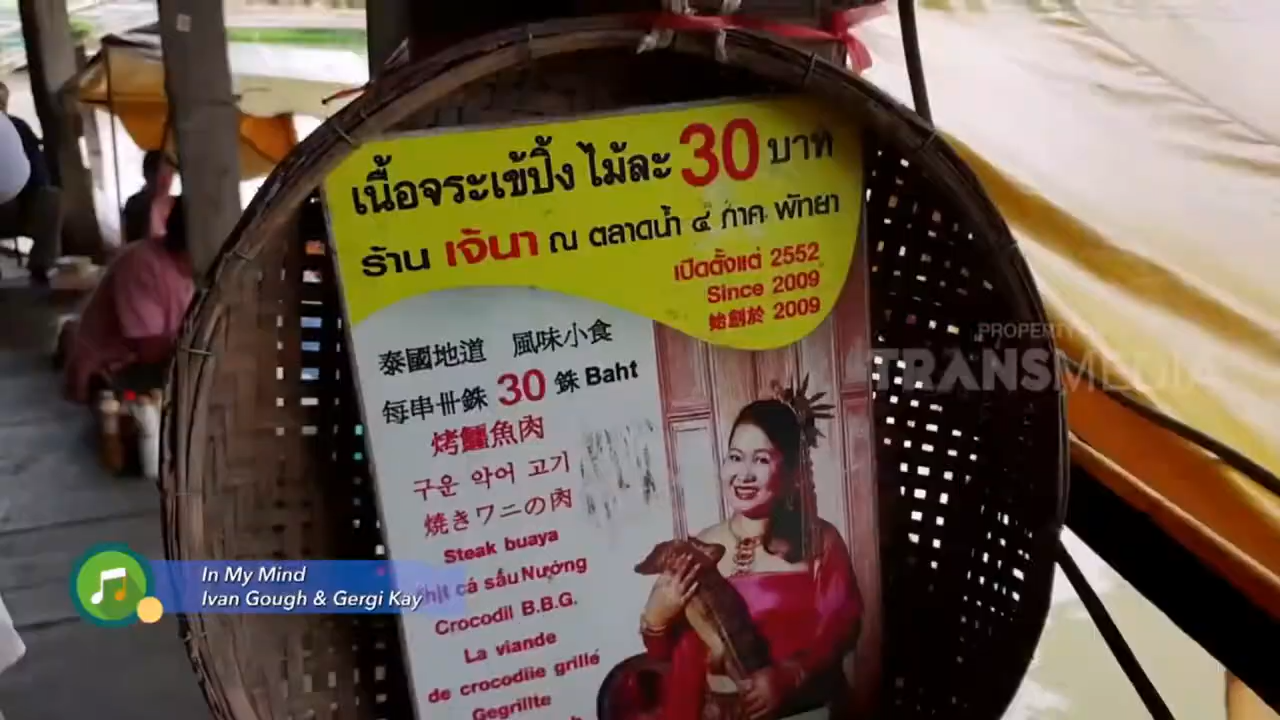 เนื้อจระเข้ปิ้ง ไม้ละ 30 บาท
ร้าน เจ้นา ณ ตลาดน้ำ ๔ ภาค พัทยา
เปิดตั้งแต่ 2552
Since 2009
始創於 2009
泰國地道 風味小食
每串卅銖 30 銖 Baht
烤鱷魚肉
구운 악어 고기
焼きワニの肉
Steak buaya
cá sấu Nướng
Crocodil B.B.G.
La viande
de crocodile grillé
Gegrillte
PROPERTY
TRANSMEDIA
In My Mind
Ivan Gough & Gergi Kay